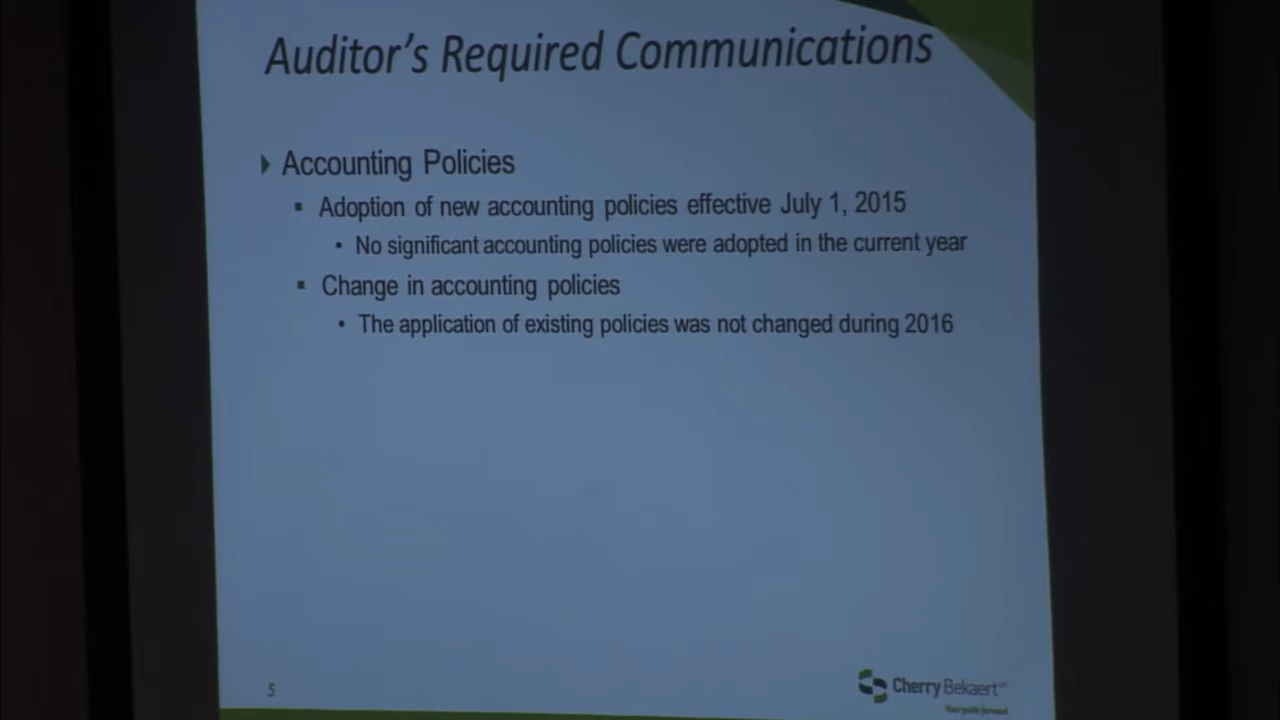 Auditor's Required Communications
Accounting Policies
Adoption of new accounting policies effective July 1, 2015
No significant accounting policies were adopted in the current year
Change in accounting policies
The application of existing policies was not changed during 2016
5
Cherry Bekaert LLP
Your guide forward